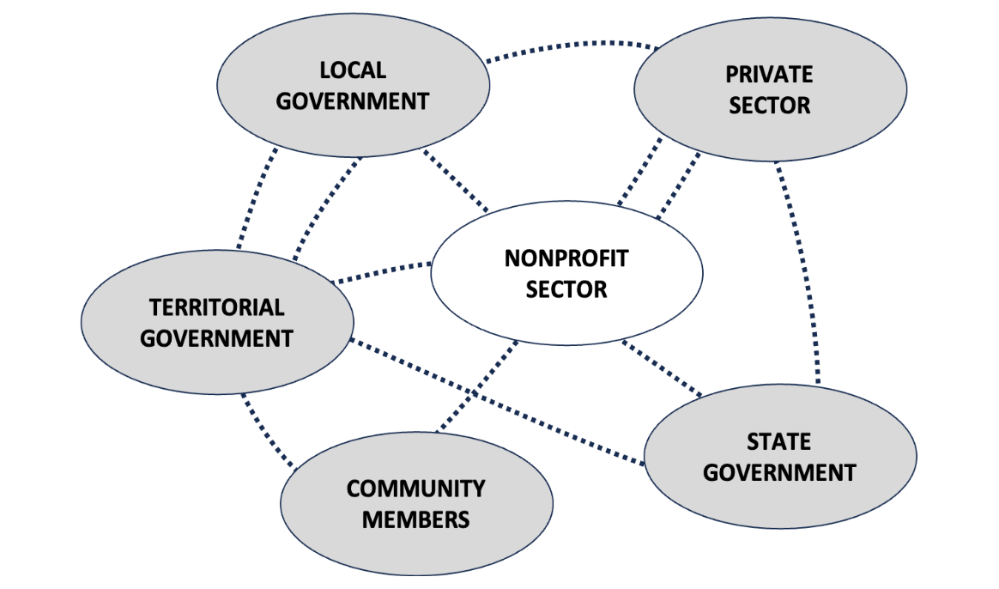 LOCAL
GOVERNMENT
PRIVATE
SECTOR
NONPROFIT
SECTOR
TERRITORIAL
GOVERNMENT
STATE
GOVERNMENT
COMMUNITY
MEMBERS